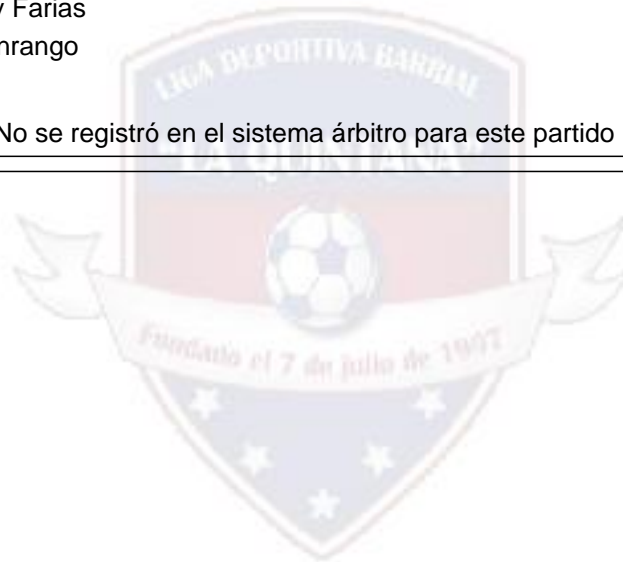 y Farias
nrango
LIGA DEPORTIVA BARRIAL
No se registró en el sistema árbitro para este partido
"LA QUINTANA"
Fundado el 7 de julio de